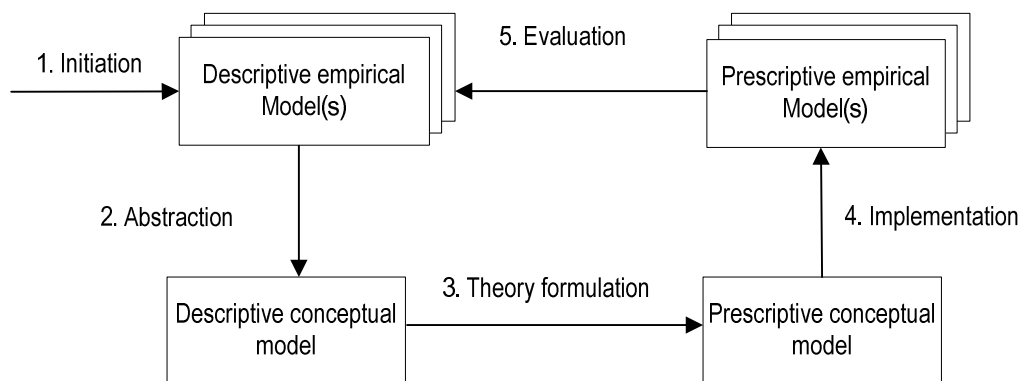 5. Evaluation
1. Initiation
Descriptive empirical
Model(s)
Prescriptive empirical
Model(s)
2. Abstraction
4. Implementation
3. Theory formulation
Descriptive conceptual
model
Prescriptive conceptual
model